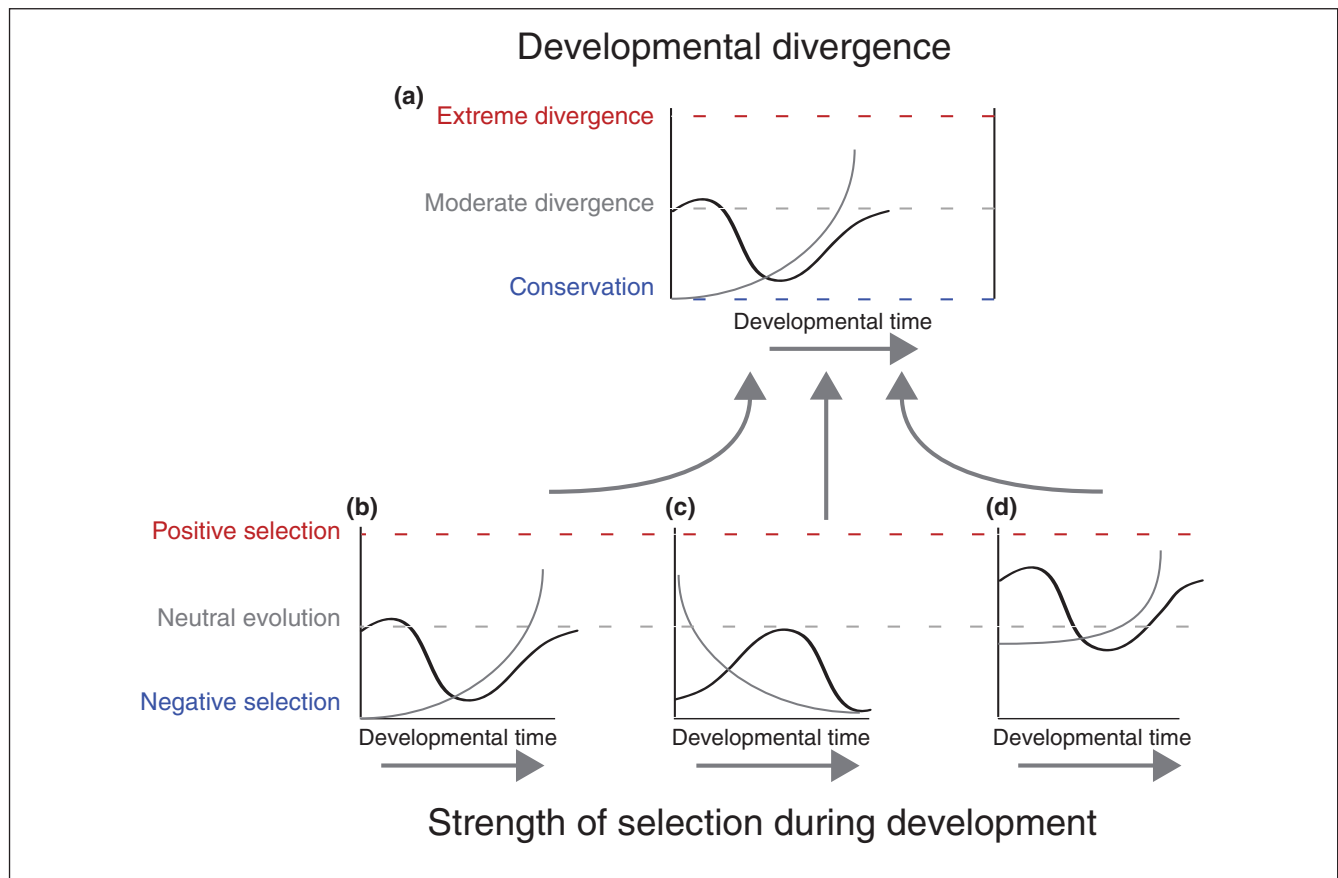 Developmental divergence
(a)
Extreme divergence
Moderate divergence
Conservation
Developmental time
(b)
(c)
(d)
Positive selection
Neutral evolution
Negative selection
Developmental time
Developmental time
Developmental time
Strength of selection during development